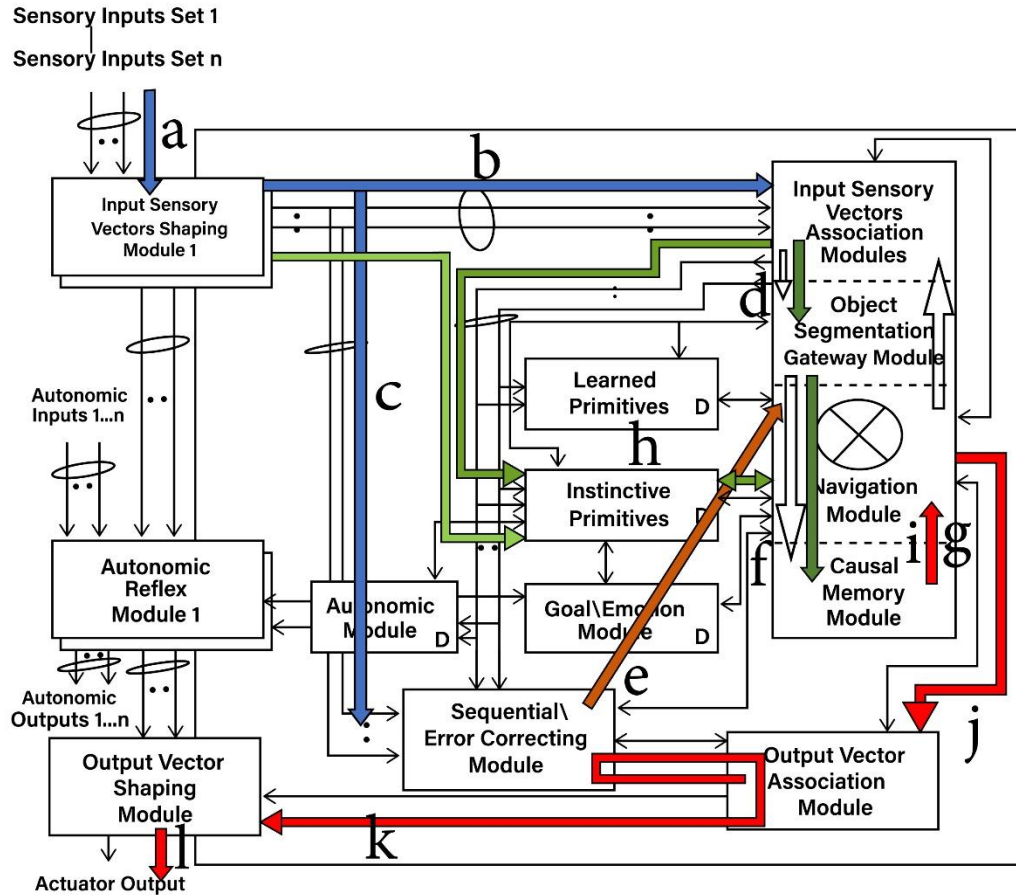 Sensory Inputs Set 1
Sensory Inputs Set n
a
b
Input Sensory
Vectors Shaping
Module 1
Input Sensory
Vectors
Association
Modules
d
Object
Segmentation
Gateway Module
c
Learned
Primitives
D
Autonomic
Inputs 1...n
h
Instinctive
Primitives
D
Navigation
Module
f
i
g
Autonomic
Reflex
Module 1
Autonomic
Module
D
Goal\Emotion
Module
D
Causal
Memory
Module
e
Autonomic
Outputs 1...n
Sequential\
Error Correcting
Module
j
Output Vector
Shaping
Module
Output Vector
Association
Module
l
k
Actuator Output